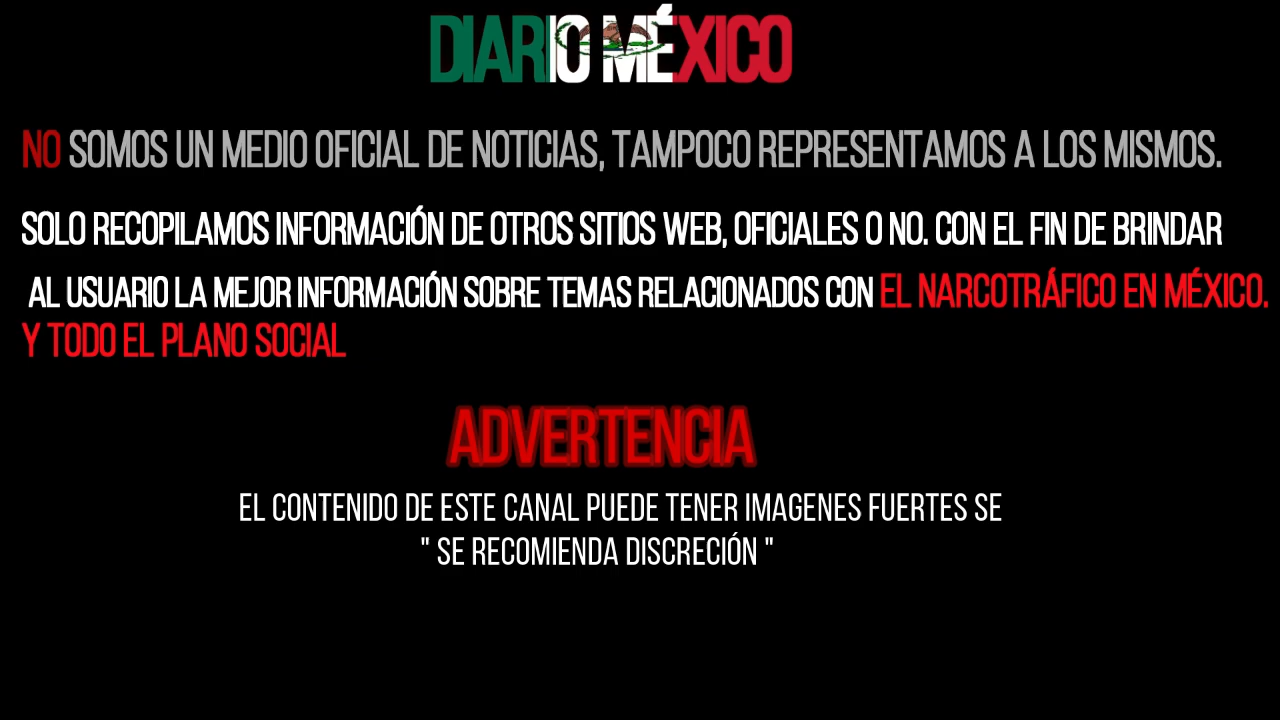 DIARIO MÉXICO
NO SOMOS UN MEDIO OFICIAL DE NOTICIAS, TAMPOCO REPRESENTAMOS A LOS MISMOS.
SOLO RECOPILAMOS INFORMACIÓN DE OTROS SITIOS WEB, OFICIALES O NO. CON EL FIN DE BRINDAR
AL USUARIO LA MEJOR INFORMACIÓN SOBRE TEMAS RELACIONADOS CON EL NARCOTRÁFICO EN MÉXICO.
Y TODO EL PLANO SOCIAL
ADVERTENCIA
EL CONTENIDO DE ESTE CANAL PUEDE TENER IMAGENES FUERTES SE
" SE RECOMIENDA DISCRECIÓN "